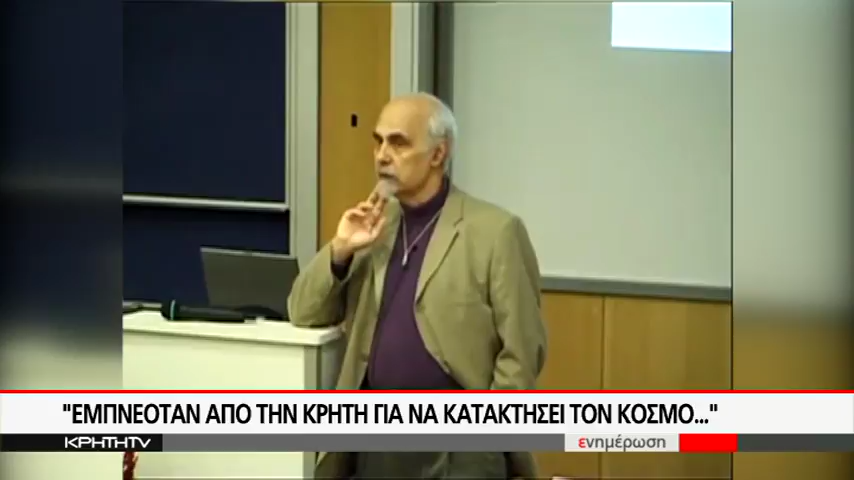 "ΕΜΠΝΕΟΤΑΝ ΑΠΟ ΤΗΝ ΚΡΗΤΗ ΓΙΑ ΝΑ ΚΑΤΑΚΤΗΣΕΙ ΤΟΝ ΚΟΣΜΟ..."
ΚΡΗΤΗTV ενημέρωση